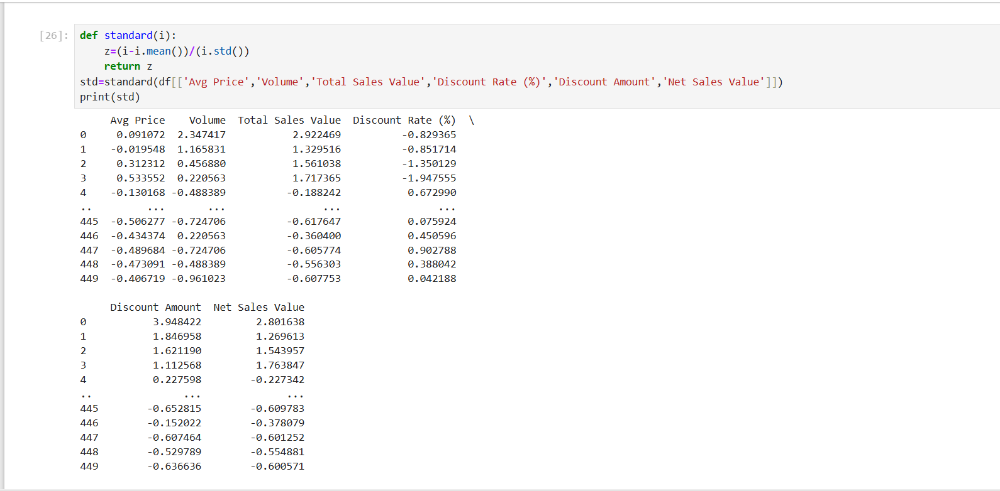 [26]: def standard(i):
    z=(i-i.mean())/(i.std())
    return z
std=standard(df[['Avg Price','Volume','Total Sales Value','Discount Rate (%)','Discount Amount','Net Sales Value']])
print(std)
     Avg Price    Volume  Total Sales Value  Discount Rate (%)  \
0     0.091072  2.347417           2.922469          -0.829365
1    -0.019548  1.165831           1.329516          -0.851714
2     0.312312  0.456880           1.561038          -1.350129
3     0.533552  0.220563           1.717365          -1.947555
4    -0.130168 -0.488389          -0.188242           0.672990
..         ...       ...                ...                ...
445  -0.506277 -0.724706          -0.617647           0.075924
446  -0.434374  0.220563          -0.360400           0.450596
447  -0.489684 -0.724706          -0.605774           0.902788
448  -0.473091 -0.488389          -0.556303           0.388042
449  -0.406719 -0.961023          -0.607753           0.042188
     Discount Amount  Net Sales Value
0           3.948422         2.801638
1           1.846958         1.269613
2           1.621190         1.543957
3           1.112568         1.763847
4           0.227598        -0.227342
..               ...              ...
445        -0.652815        -0.609783
446        -0.152022        -0.378079
447        -0.607464        -0.601252
448        -0.529789        -0.554881
449        -0.636636        -0.600571